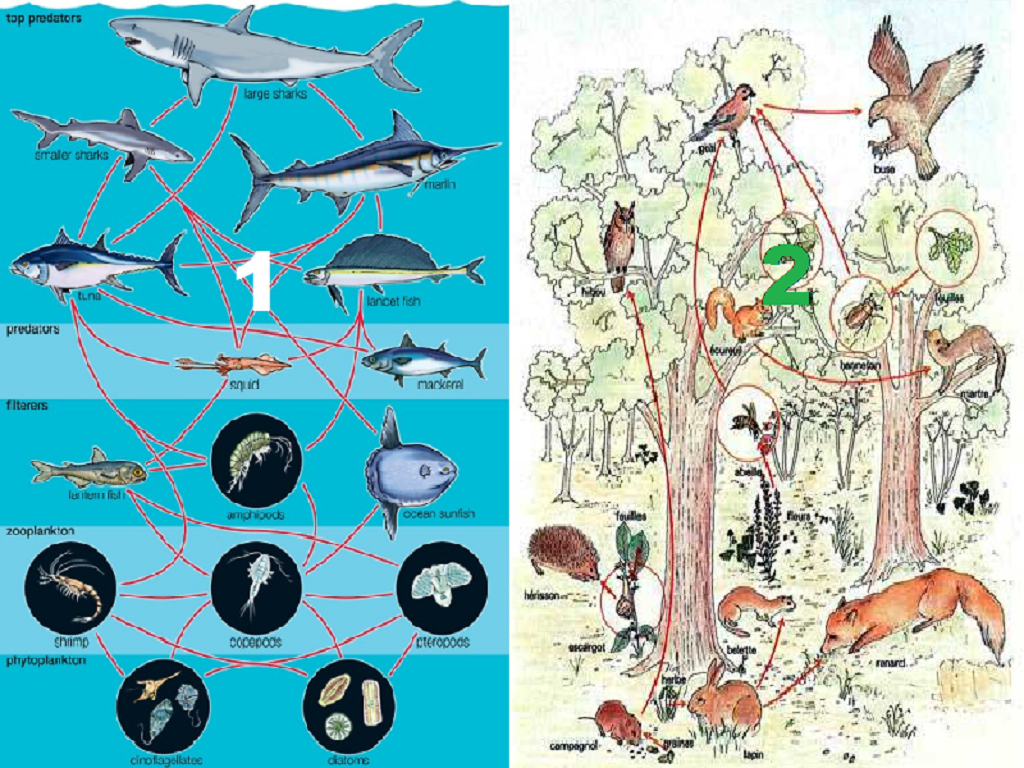 top predators
large sharks
smaller sharks
marlin
1
tuna
lancet fish
predators
squid
mackerel
filterers
lantern fish
amphipods
ocean sunfish
zooplankton
shrimp
copepods
pteropods
phytoplankton
dinoflagellates
diatoms
geai
buse
2
hibou
feuilles
écureuil
hanneton
martre
abeille
feuilles
fleurs
hérisson
escargot
belette
renard
herbe
campagnol
graines
lapin